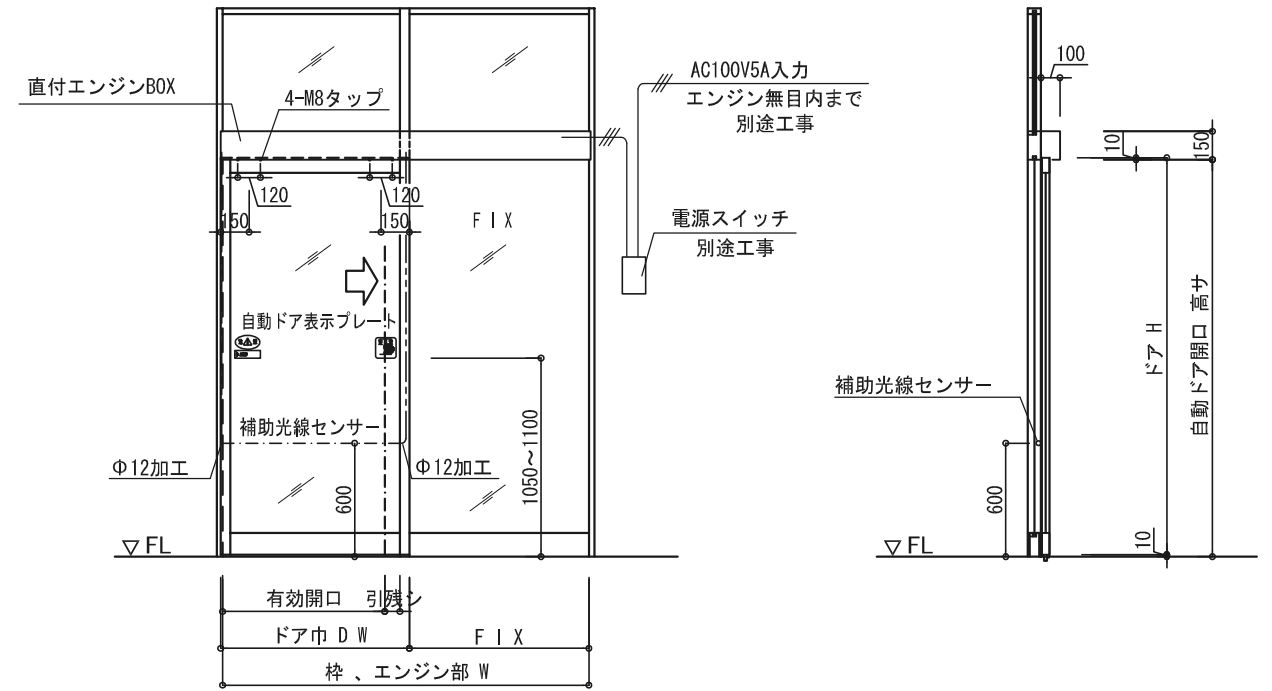 直付エンジンBOX
4-M8タップ
AC100V5A入力
エンジン無目内まで
別途工事
120
120
150
150
FIX
電源スイッチ
別途工事
自動ドア表示プレート
補助光線センサー
Φ12加工
Φ12加工
600
1050~1100
▽FL
有効開口
引残シ
ドア巾 DW
FIX
枠、エンジン部 W
100
10
150
ドア H
自動ドア開口 高サ
補助光線センサー
600
10
▽FL